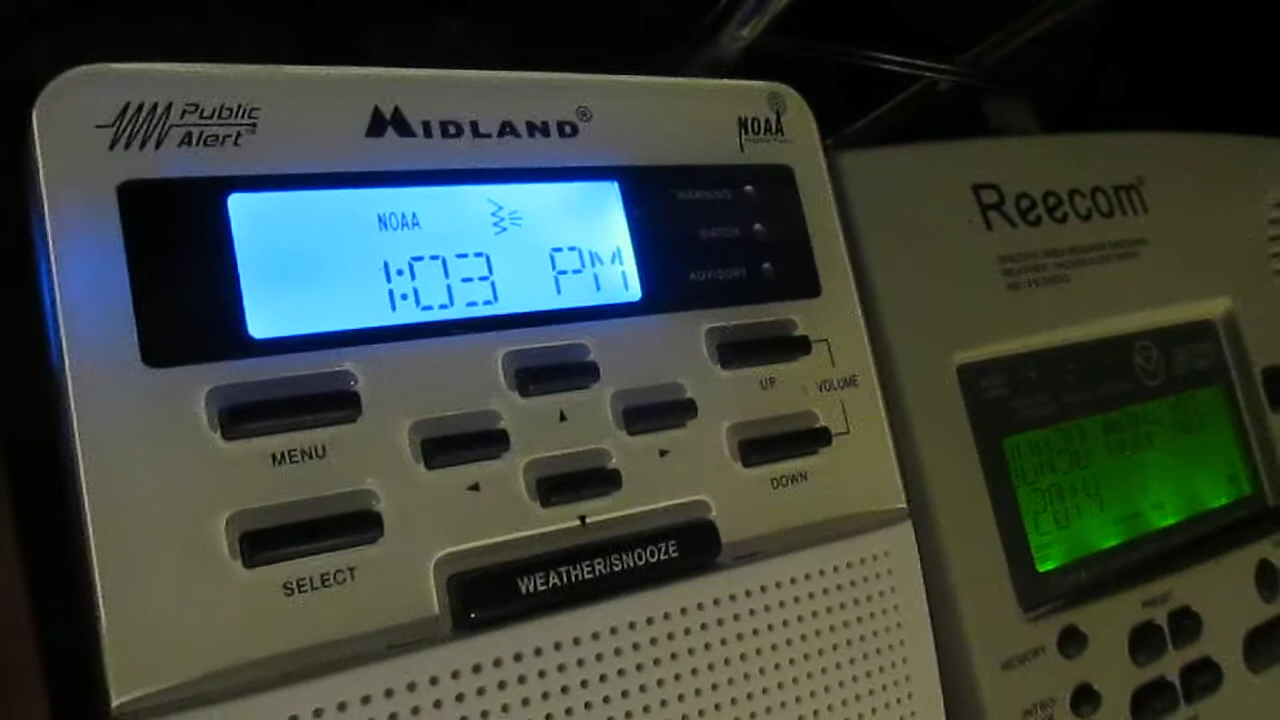 Public
Alert
MIDLAND®
NOAA
WARNING
WATCH
ADVISORY
NOAA
1:03 PM
MENU
SELECT
UP
VOLUME
DOWN
WEATHER/SNOOZE
Reecom
2014
PRESET
MEMORY